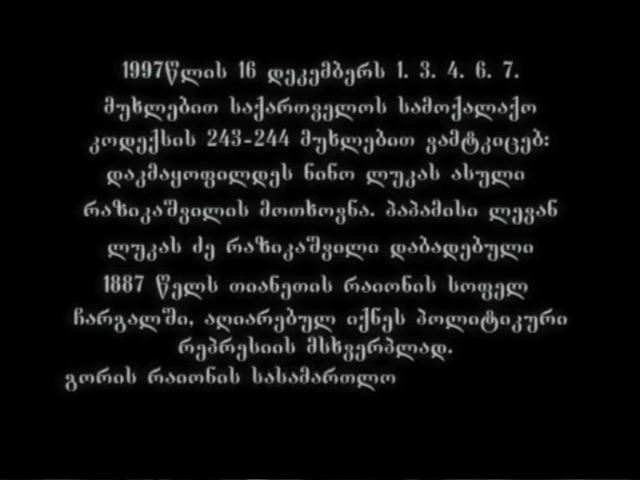 1997წლის 16 დეკემბერს 1. 3. 4. 6. 7.
მუხლებით საქართველოს სამოქალაქო
კოდექსის 243-244 მუხლებით ვამტკიცებ:
დაკმაყოფილდეს ნინო ლუკას ასული
რაზიკაშვილის მოთხოვნა. პაპამისი ლევან
ლუკას ძე რაზიკაშვილი დაბადებული
1887 წელს თიანეთის რაიონის სოფელ
ჩარგალში, აღიარებულ იქნეს პოლიტიკური
რეპრესიის მსხვერპლად.
გორის რაიონის სასამართლო